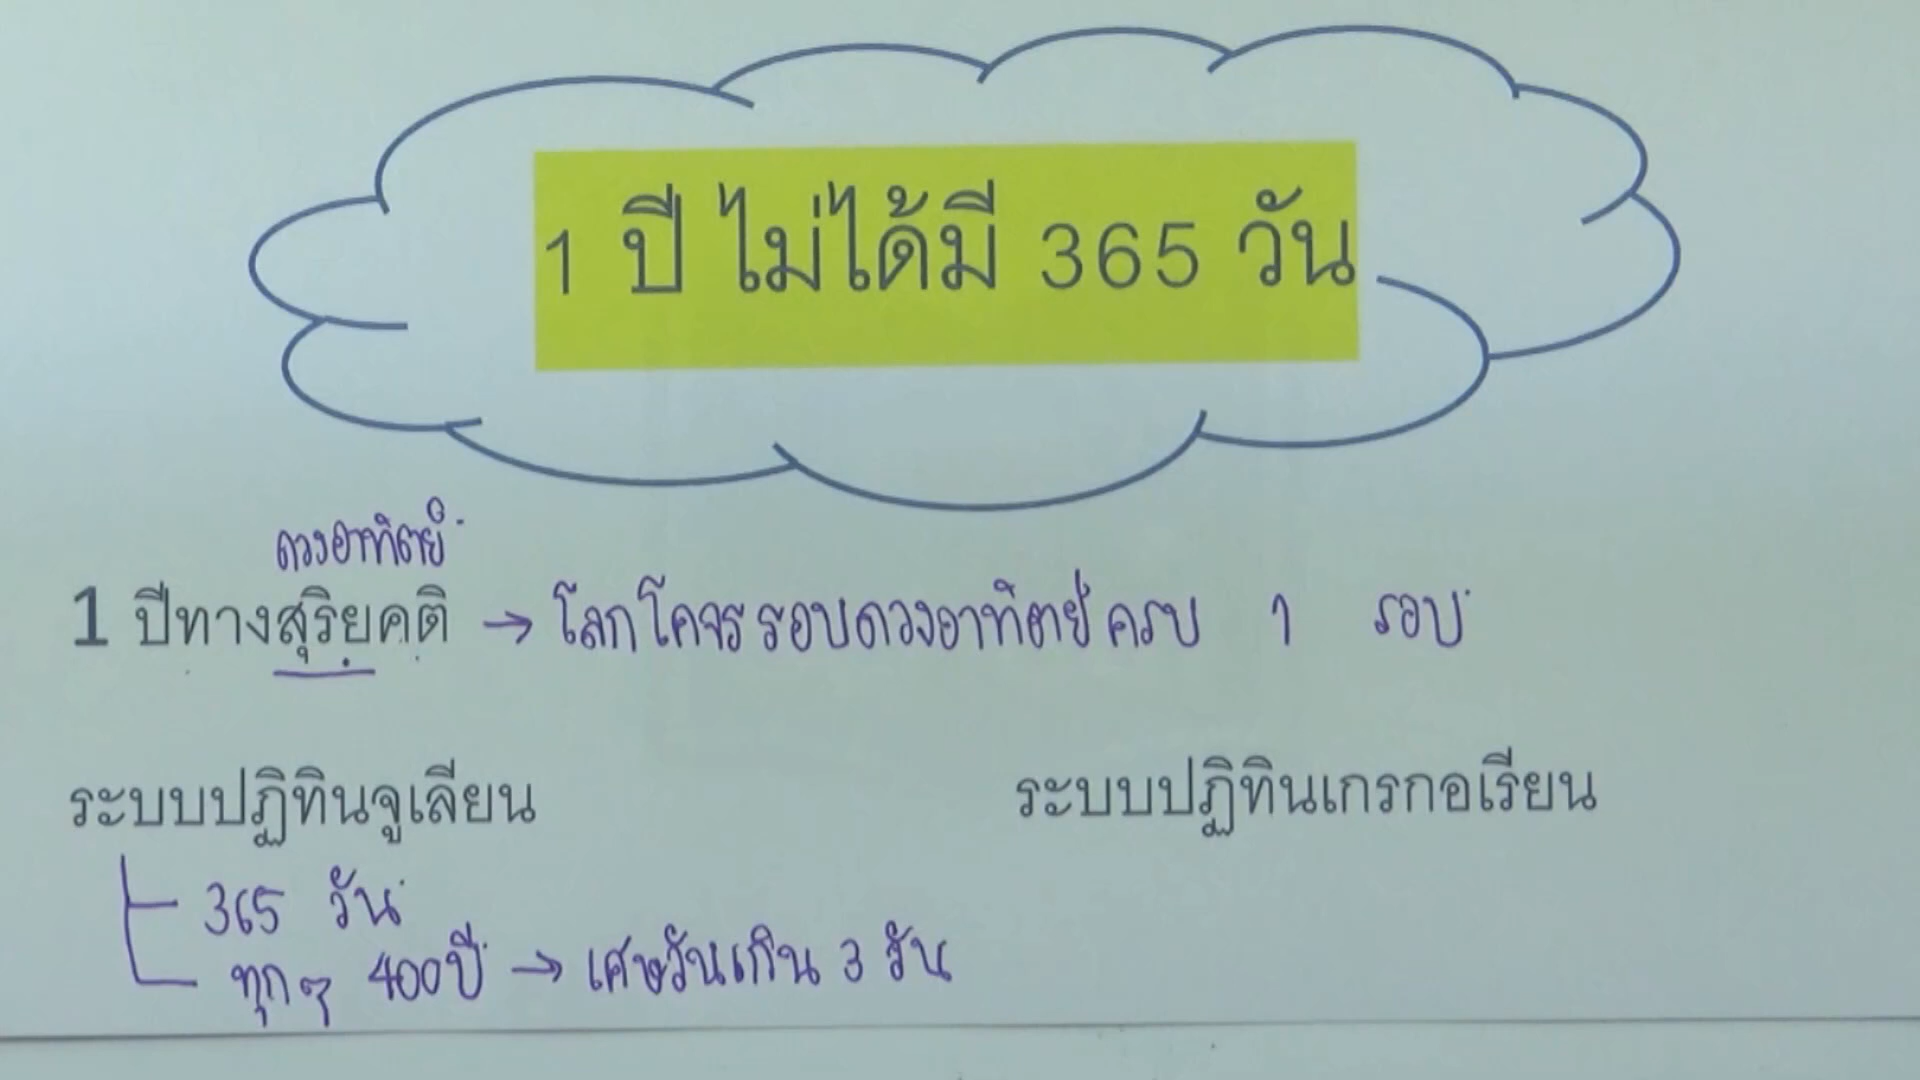 1 ปี ไม่ได้มี 365 วัน
ดวงอาทิตย์
1 ปีทางสุริยคติ → โลกโคจรรอบดวงอาทิตย์ครบ 1 รอบ
ระบบปฏิทินจูเลียน
ระบบปฏิทินเกรกอเรียน
365 วัน
ทุกๆ 400ปี → เศษวันเกิน 3 วัน